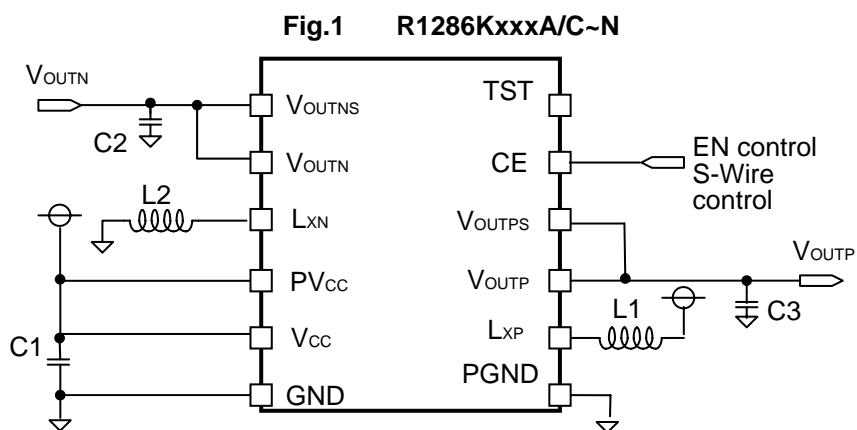 Fig.1 R1286KxxxA/C~N
VOUTN
C2
VOUTNS
VOUTN
L2
LXN
PVCC
C1
VCC
GND
TST
CE
EN control
S-Wire
control
VOUTPS
VOUTP
VOUTP
L1
C3
LXP
PGND